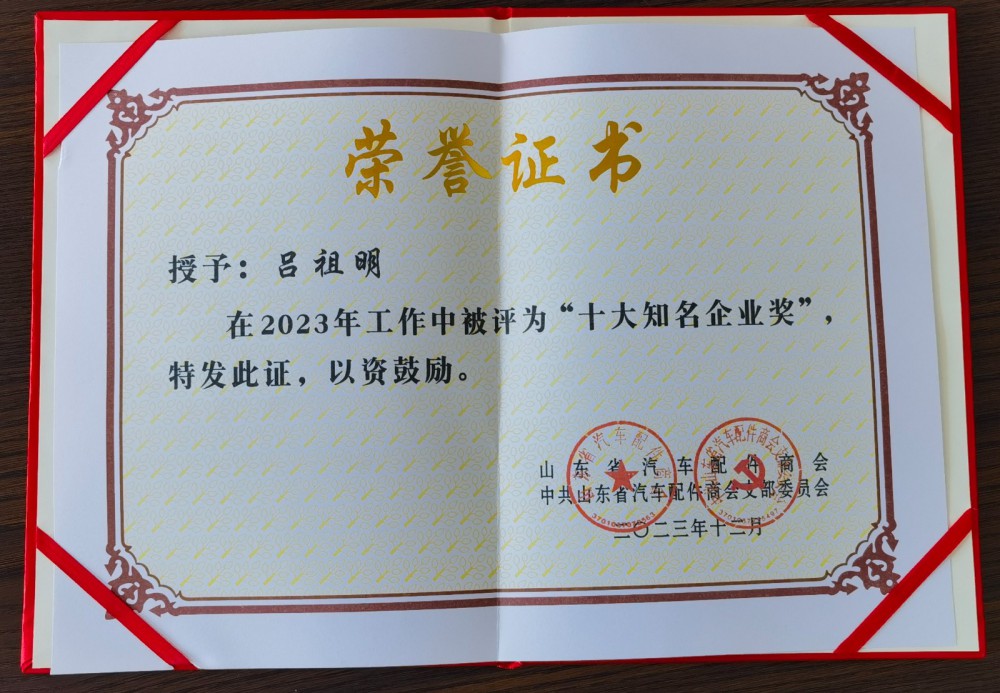 荣誉证书
授予：吕祖明
在2023年工作中被评为“十大知名企业奖”，
特发此证，以资鼓励。
山东省汽车配件商会
中共山东省汽车配件商会支部委员会
二〇二三年十二月